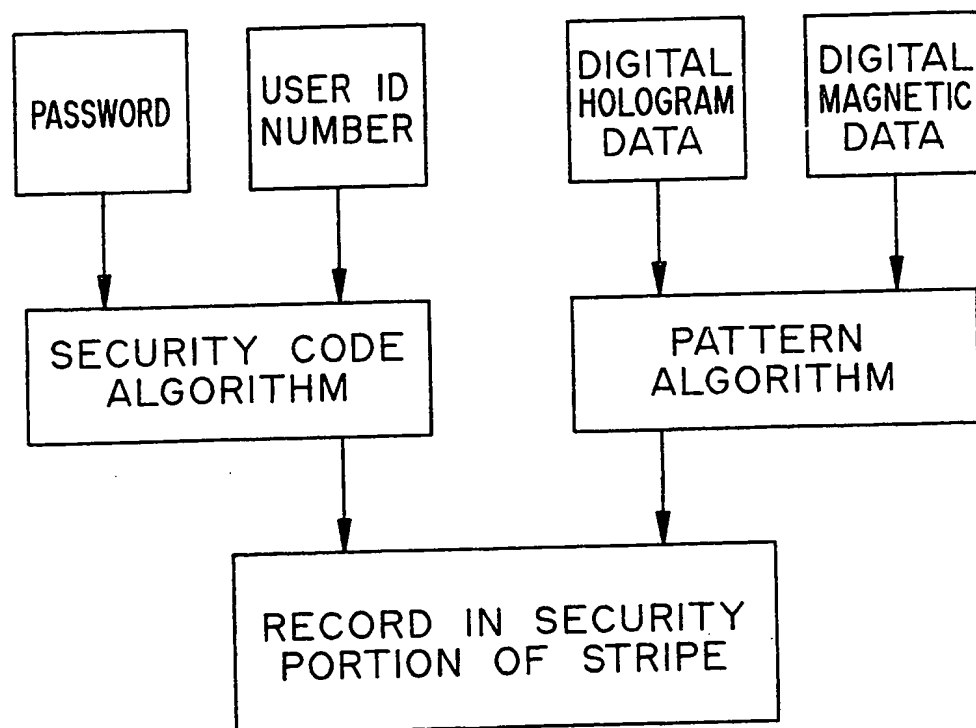 PASSWORD
USER ID
NUMBER
DIGITAL
HOLOGRAM
DATA
DIGITAL
MAGNETIC
DATA
SECURITY CODE
ALGORITHM
PATTERN
ALGORITHM
RECORD IN SECURITY
PORTION OF STRIPE